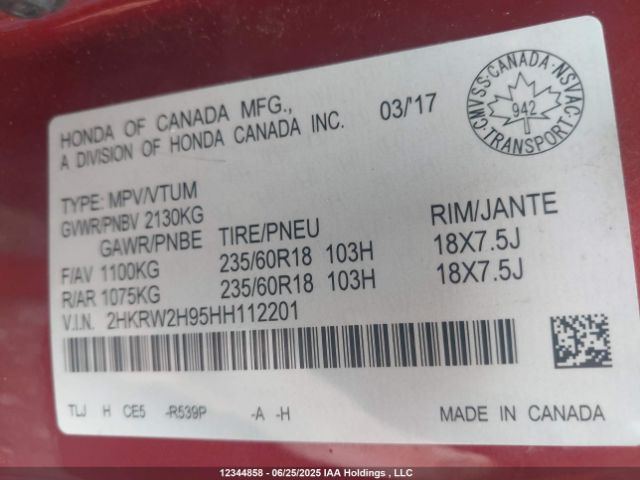 HONDA OF CANADA MFG.,
A DIVISION OF HONDA CANADA INC.
03/'17
CMVSS·CANADA·NSVAC
942
·TRANSPORT·
TYPE: MPV/VTUM
GVWR/PNBV 2130KG
GAWR/PNBE TIRE/PNEU RIM/JANTE
F/AV 1100KG 235/60R18 103H 18X7.5J
R/AR 1075KG 235/60R18 103H 18X7.5J
V.I.N. 2HKRW2H95HH112201
TLJ H CE5 -R539P -A -H MADE IN CANADA
12344858 - 06/25/2025 IAA Holdings , LLC